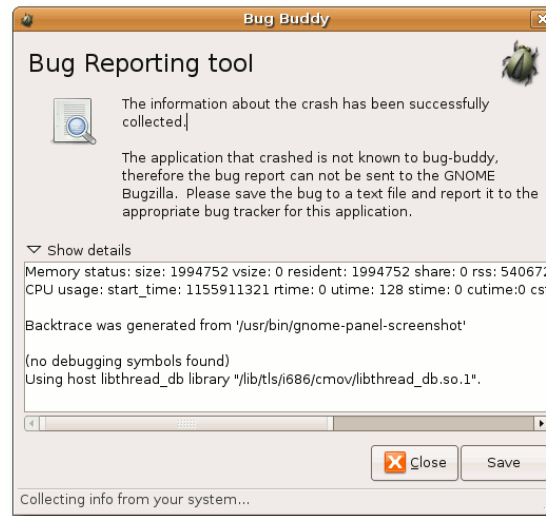 Bug Buddy
Bug Reporting tool
The information about the crash has been successfully
collected.
The application that crashed is not known to bug-buddy,
therefore the bug report can not be sent to the GNOME
Bugzilla. Please save the bug to a text file and report it to the
appropriate bug tracker for this application.
Show details
Memory status: size: 1994752 vsize: 0 resident: 1994752 share: 0 rss: 540672
CPU usage: start_time: 1155911321 rtime: 0 utime: 128 stime: 0 cutime:0
Backtrace was generated from '/usr/bin/gnome-panel-screenshot'
(no debugging symbols found)
Using host libthread_db library "/lib/tls/i686/cmov/libthread_db.so.1".
Close
Save
Collecting info from your system...